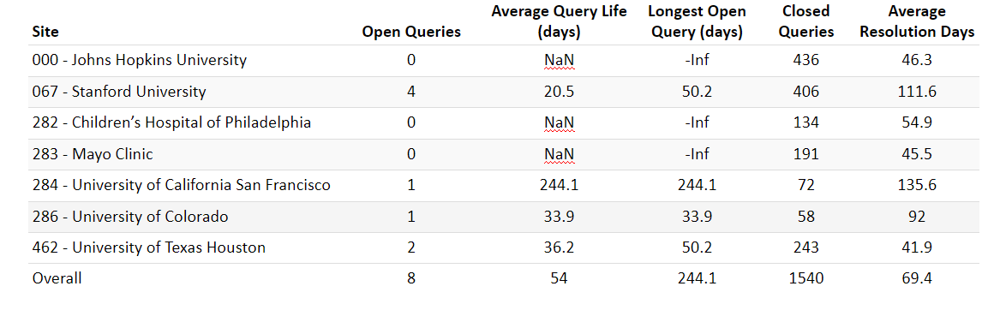 Site Open Queries Average Query Life (days) Longest Open Query (days) Closed Queries Average Resolution Days
000 - Johns Hopkins University 0 NaN -Inf 436 46.3
067 - Stanford University 4 20.5 50.2 406 111.6
282 - Children’s Hospital of Philadelphia 0 NaN -Inf 134 54.9
283 - Mayo Clinic 0 NaN -Inf 191 45.5
284 - University of California San Francisco 1 244.1 244.1 72 135.6
286 - University of Colorado 1 33.9 33.9 58 92
462 - University of Texas Houston 2 36.2 50.2 243 41.9
Overall 8 54 244.1 1540 69.4